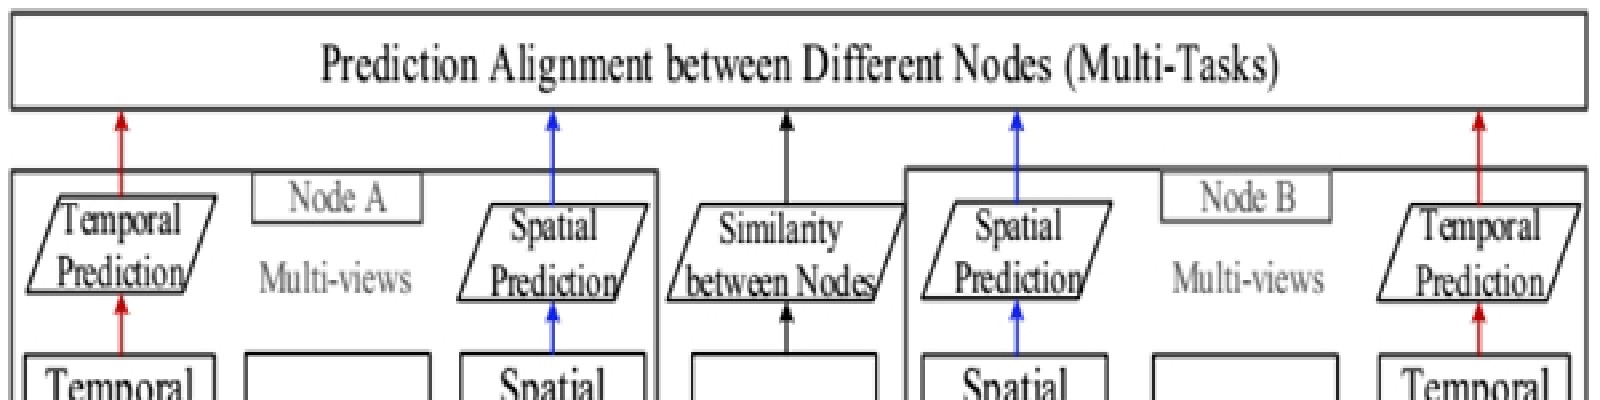 Prediction Alignment between Different Nodes (Multi-Tasks)
Node A
Node B
Temporal
Prediction
Multi-views
Spatial
Prediction
Similarity
between Nodes
Spatial
Prediction
Multi-views
Temporal
Prediction
Temporal
Spatial
Spatial
Temporal